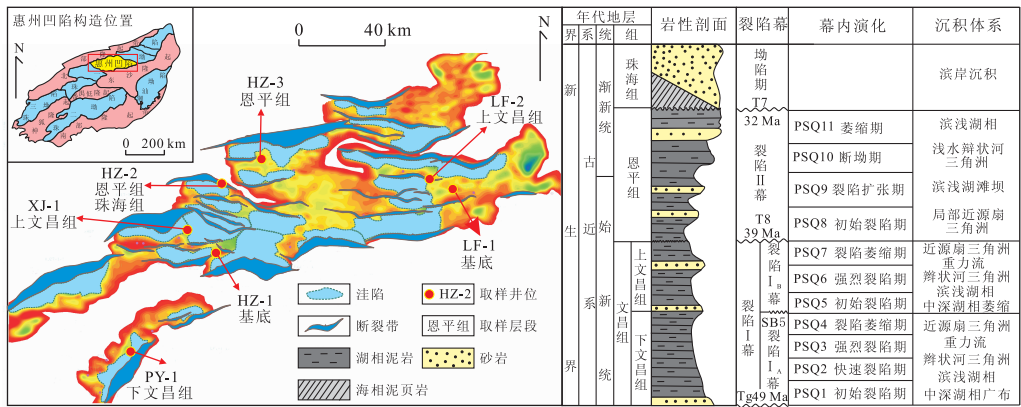 惠州凹陷构造位置
N
惠州凹陷
0 200 km
N
0 40 km
HZ-3
恩平组
LF-2
上文昌组
HZ-2
恩平组
珠海组
XJ-1
上文昌组
LF-1
基底
HZ-1
基底
PY-1
下文昌组
洼陷
HZ-2 取样井位
断裂带
恩平组 取样层段
湖相泥岩
砂岩
海相泥页岩
年代地层
岩性剖面
裂陷幕
幕内演化
沉积体系
界 系 统 组
新生界
古近系
渐新统
始新统
珠海组
恩平组
文昌组
上文昌组
下文昌组
坳陷期
T7
32 Ma
裂陷Ⅱ幕
T8
39 Ma
裂陷Ⅰ幕
裂陷ⅠB幕
SB5
裂陷ⅠA幕
Tg49 Ma
PSQ11 萎缩期
PSQ10 断坳期
PSQ9 裂陷扩张期
PSQ8 初始裂陷期
PSQ7 裂陷萎缩期
PSQ6 强烈裂陷期
PSQ5 初始裂陷期
PSQ4 裂陷萎缩期
PSQ3 强烈裂陷期
PSQ2 快速裂陷期
PSQ1 初始裂陷期
滨岸沉积
滨浅湖相
浅水辫状河
三角洲
滨浅湖滩坝
局部近源扇
三角洲
近源扇三角洲
重力流
辫状河三角洲
滨浅湖相
中深湖相萎缩
近源扇三角洲
重力流
辫状河三角洲
滨浅湖相
中深湖相广布